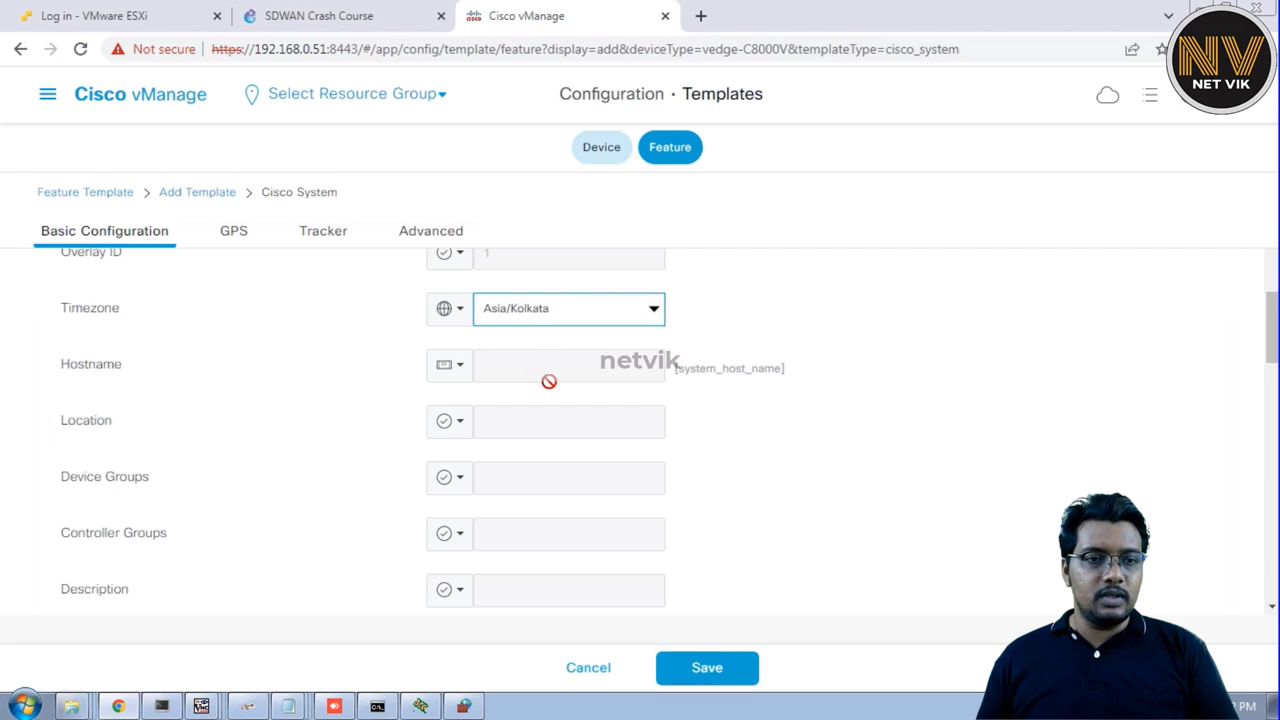 Log in - VMware ESXi
SDWAN Crash Course
Cisco vManage
Not secure
https://192.168.0.51:8443/#/app/config/template/feature?display=add&deviceType=vedge-C8000V&templateType=cisco_system
NV
NET VIK
Cisco vManage
Select Resource Group
Configuration · Templates
Device
Feature
Feature Template > Add Template > Cisco System
Basic Configuration
GPS
Tracker
Advanced
Overlay ID
1
Timezone
Asia/Kolkata
Hostname
netvik
[system_host_name]
Location
Device Groups
Controller Groups
Description
Cancel
Save